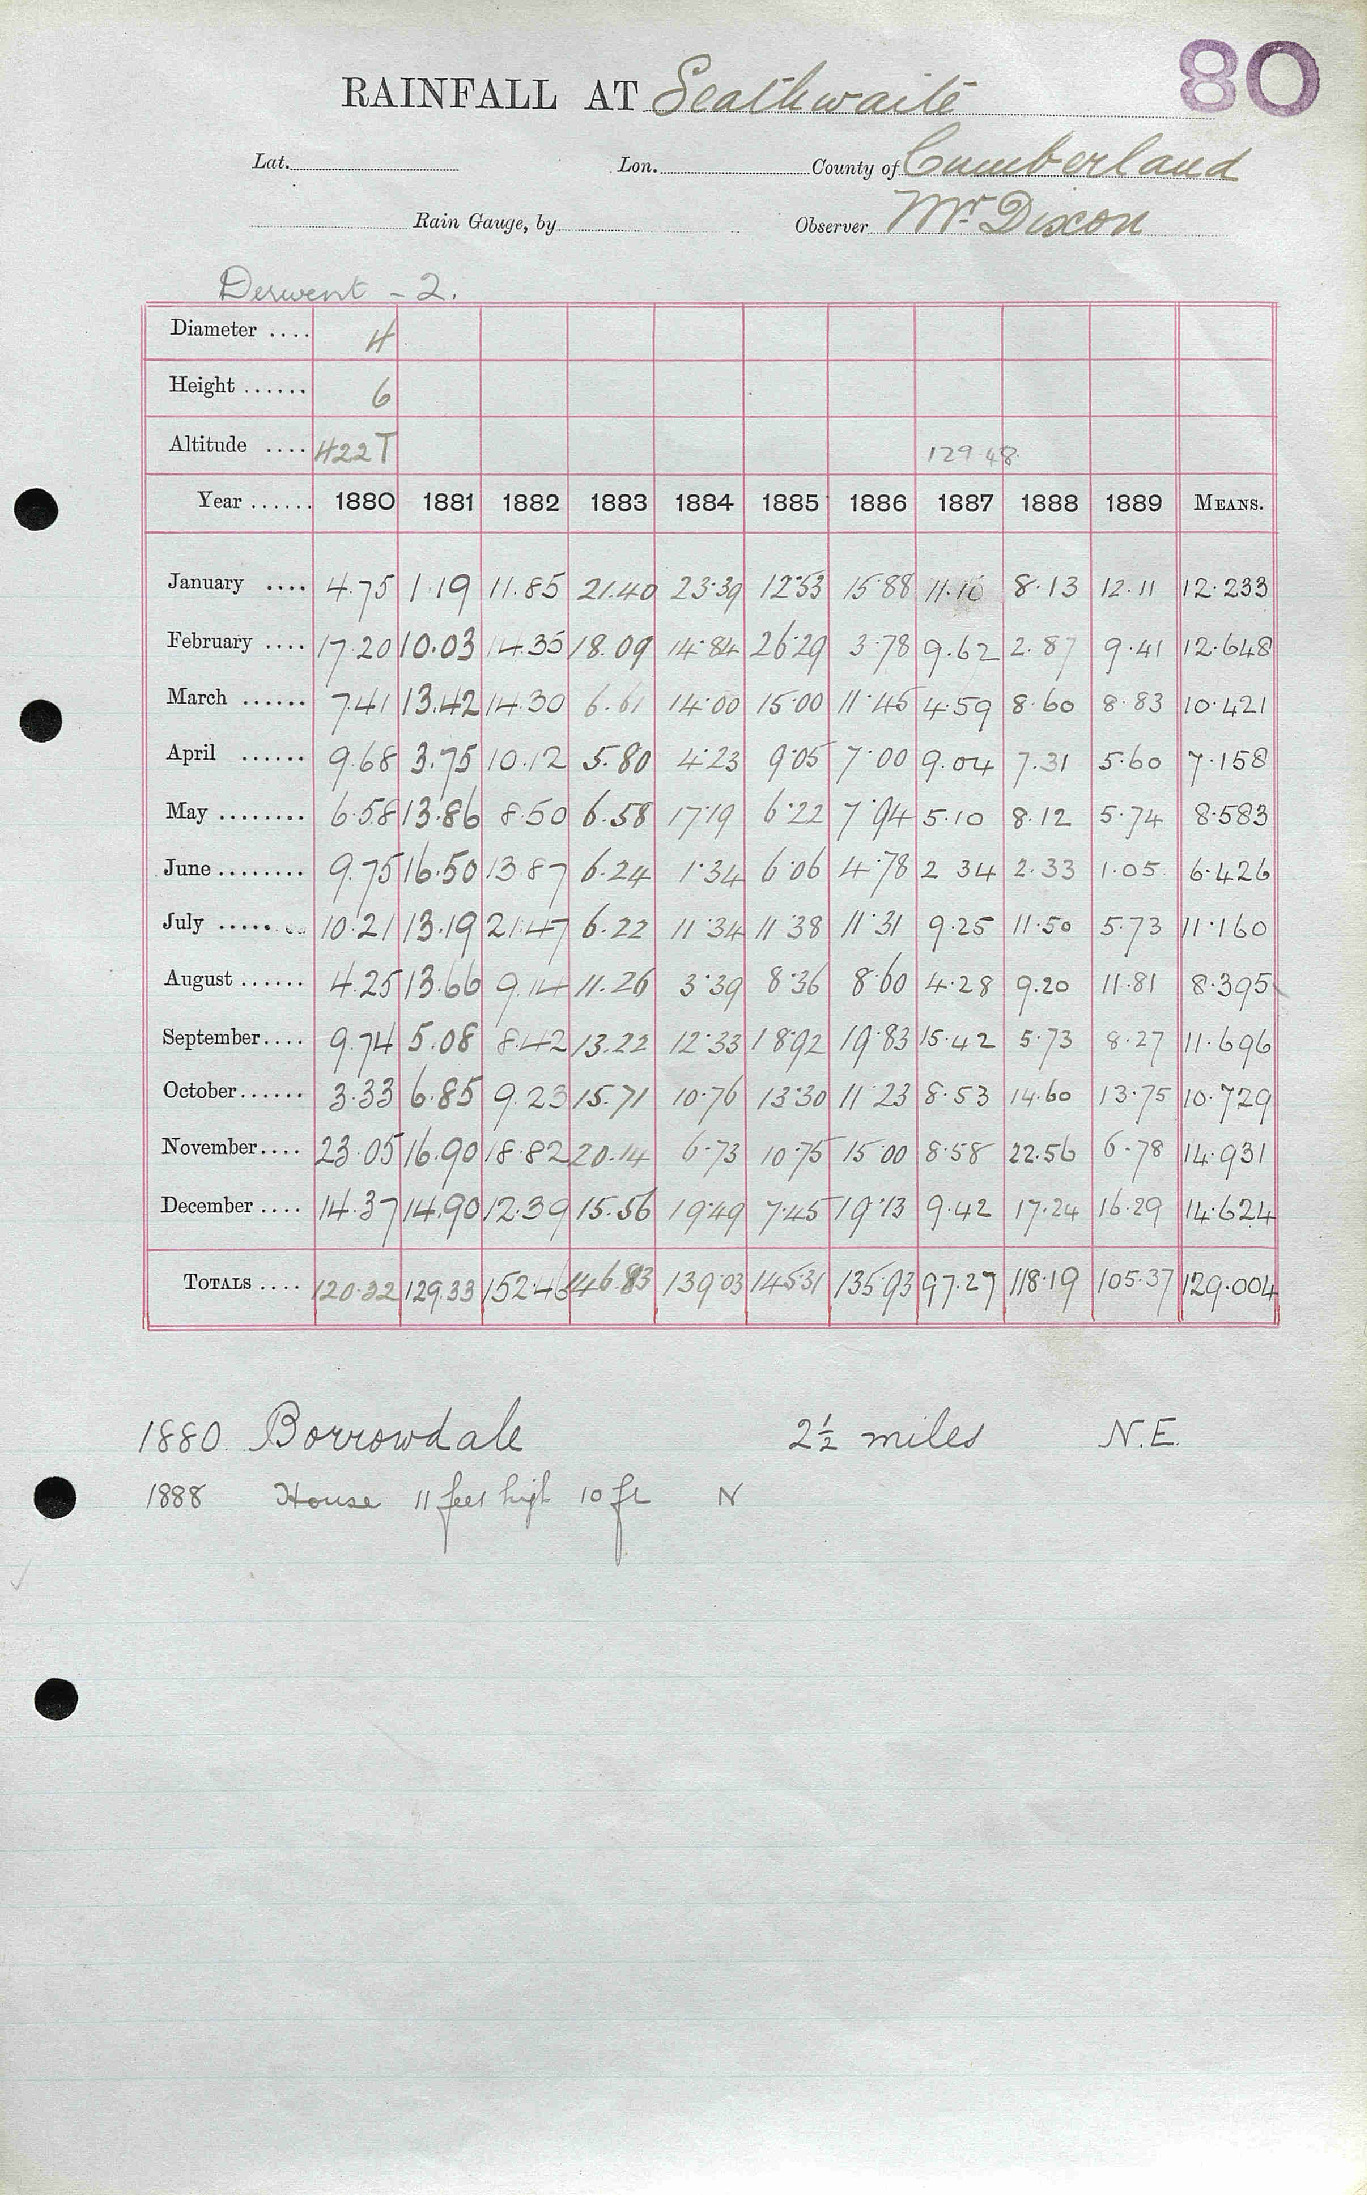 80
RAINFALL AT Seathwaite
Lat. Lon. County of Cumberland
Rain Gauge, by Observer Mr Dixon
Derwent - 2.
Diameter .... 4
Height ...... 6
Altitude .... 422 T 129 48
Year ...... 1880 1881 1882 1883 1884 1885 1886 1887 1888 1889 MEANS.
January .... 4.75 1.19 11.85 21.40 23.39 12.53 15.88 11.10 8.13 12.11 12.233
February .... 17.20 10.03 14.35 18.09 14.84 26.29 3.78 9.62 2.87 9.41 12.648
March ...... 7.41 13.42 14.30 6.61 14.00 15.00 11.45 4.59 8.60 8.83 10.421
April ...... 9.68 3.75 10.12 5.80 4.23 9.05 7.00 9.04 7.31 5.60 7.158
May ........ 6.58 13.86 8.50 6.58 17.19 6.22 7.94 5.10 8.12 5.74 8.583
June ........ 9.75 16.50 13.87 6.24 1.34 6.06 4.78 2 34 2.33 1.05 6.426
July ........ 10.21 13.19 21.47 6.22 11.34 11.38 11.31 9.25 11.50 5.73 11.160
August ...... 4.25 13.66 9.14 11.26 3.39 8.36 8.60 4.28 9.20 11.81 8.395
September.... 9.74 5.08 8.42 13.22 12.33 18.92 19.83 15.42 5.73 8.27 11.696
October...... 3.33 6.85 9.23 15.71 10.76 13.30 11.23 8.53 14.60 13.75 10.729
November.... 23.05 16.90 18.82 20.14 6.73 10.75 15.00 8.58 22.56 6.78 14.931
December .... 14.37 14.90 12.39 15.56 19.49 7.45 19.13 9.42 17.24 16.29 14.624
TOTALS .... 120.32 129.33 152.46 146.83 139.03 145.31 135.93 97.27 118.19 105.37 129.004
1880 Borrowdale 2½ miles N.E.
1888 House 11 feet high 10 ft N